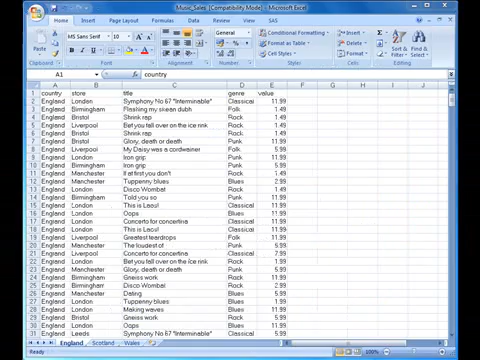 Music_Sales [Compatibility Mode] - Microsoft Excel
Home Insert Page Layout Formulas Data Review View SAS
Paste
MS Sans Serif 10
General
Conditional Formatting
Format as Table
Cell Styles
Insert
Delete
Format
Sort & Filter
Find & Select
Clipboard Font Alignment Number Styles Cells Editing
A1 country
A B C D E F G H I J
1 country store title genre value
2 England London Symphony No 67 "Interminable" Classical 11.99
3 England Birmingham Flashing my skean dubh Folk 1.49
4 England Bristol Shrink rap Rock 1.49
5 England Liverpool Bet you fell over on the ice rink Rock 1.49
6 England Bristol Shrink rap Rock 1.49
7 England Bristol Glory, death or death Punk 11.99
8 England Liverpool My Daisy was a cordwainer Folk 5.99
9 England London Iron grip Punk 11.99
10 England Birmingham Iron grip Punk 5.99
11 England Manchester If at first you don't Rock 1.49
12 England Manchester Tuppenny blues Blues 2.99
13 England London Disco Wombat Rock 1.49
14 England Birmingham Told you so Punk 11.99
15 England London This is Laos! Classical 11.99
16 England London Oops Blues 11.99
17 England London Concerto for concertina Classical 11.99
18 England London This is Laos! Classical 11.99
19 England Liverpool Greatest teardrops Folk 11.99
20 England Manchester The loudest of Punk 5.99
21 England Liverpool Concerto for concertina Classical 7.99
22 England London Bet you fell over on the ice rink Rock 1.99
23 England Manchester Glory, death or death Punk 5.99
24 England Birmingham Gneiss work Rock 11.99
25 England Birmingham Disco Wombat Rock 2.99
26 England Manchester Dating Blues 5.99
27 England London Tuppenny blues Blues 1.99
28 England London Making waves Blues 11.99
29 England Bristol Gneiss work Rock 11.99
30 England Leeds Symphony No 67 "Interminable" Classical 5.99
England Scotland Wales
Ready 100%